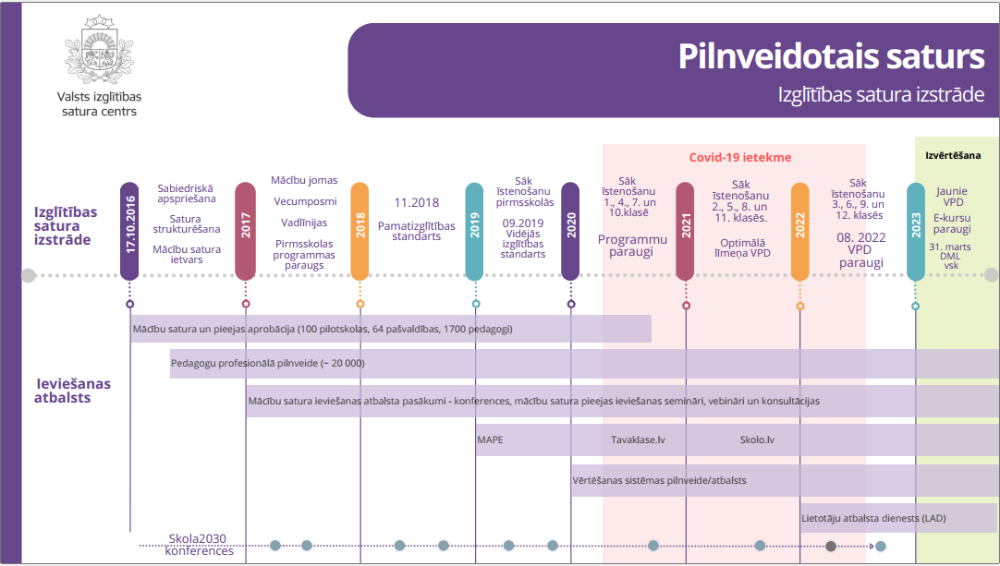 Valsts izglītības
satura centrs
Pilnveidotais saturs
Izglītības satura izstrāde
Covid-19 ietekme
Izvērtēšana
Izglītības
satura
izstrāde
17.10.2016
Sabiedriskā
apspriešana
Satura
strukturēšana
Mācību satura
ietvars
2017
Mācību jomas
Vecumposmi
Vadlīnijas
Pirmsskolas
programmas
paraugs
2018
11.2018
Pamatizglītības
standarts
2019
Sāk
īstenošanu
pirmsskolās
09.2019
Vidējās
izglītības
standarts
2020
Sāk
īstenošanu
1., 4., 7. un
10.klasē
Programmu
paraugi
2021
Sāk
īstenošanu
2., 5., 8. un
11. klasēs.
Optimālā
līmeņa VPD
2022
Sāk
īstenošanu
3., 6., 9. un
12. klasēs
08. 2022
VPD
paraugi
2023
Jaunie
VPD
E-kursu
paraugi
31. marts
DML
vsk
Ieviešanas
atbalsts
Mācību satura un pieejas aprobācija (100 pilotskolas, 64 pašvaldības, 1700 pedagogi)
Pedagogu profesionālā pilnveide (~ 20 000)
Mācību satura ieviešanas atbalsta pasākumi - konferences, mācību satura pieejas ieviešanas semināri, vebināri un konsultācijas
MAPE Tavaklase.lv Skolo.lv
Vērtēšanas sistēmas pilnveide/atbalsts
Lietotāju atbalsta dienests (LAD)
Skola2030
konferences